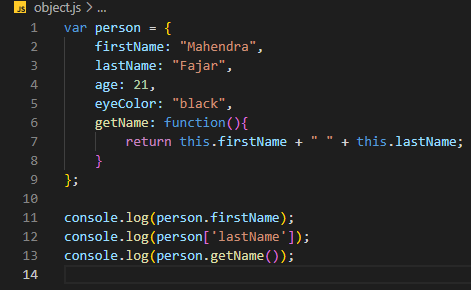 JS object.js > ...
1 var person = {
2     firstName: "Mahendra",
3     lastName: "Fajar",
4     age: 21,
5     eyeColor: "black",
6     getName: function(){
7         return this.firstName + " " + this.lastName;
8     }
9 };
10
11 console.log(person.firstName);
12 console.log(person['lastName']);
13 console.log(person.getName());
14